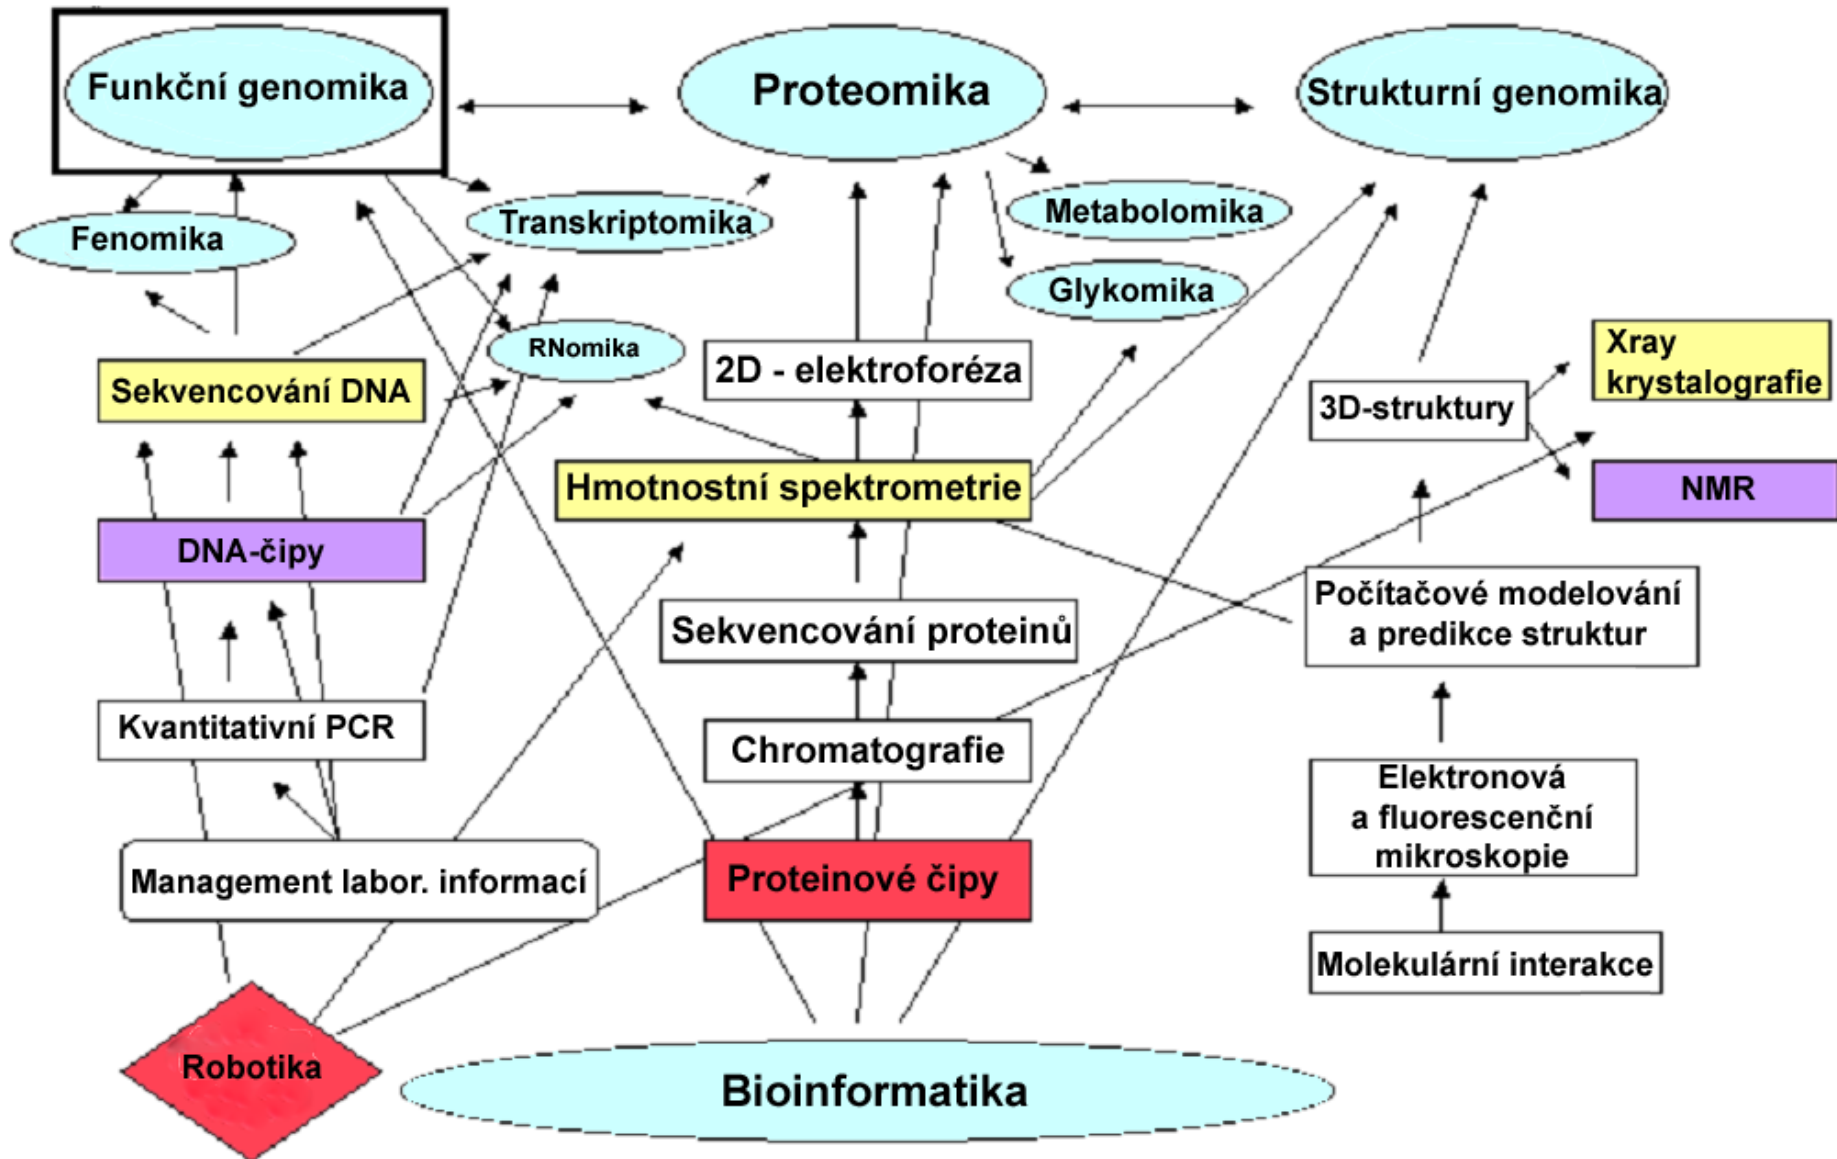 Funkční genomika
Proteomika
Strukturní genomika
Fenomika
Transkriptomika
Metabolomika
Glykomika
RNomika
Sekvencování DNA
2D - elektroforéza
3D-struktury
Xray
krystalografie
Hmotnostní spektrometrie
NMR
DNA-čipy
Sekvencování proteinů
Počítačové modelování
a predikce struktur
Kvantitativní PCR
Chromatografie
Elektronová
a fluorescenční
mikroskopie
Management labor. informací
Proteinové čipy
Molekulární interakce
Robotika
Bioinformatika